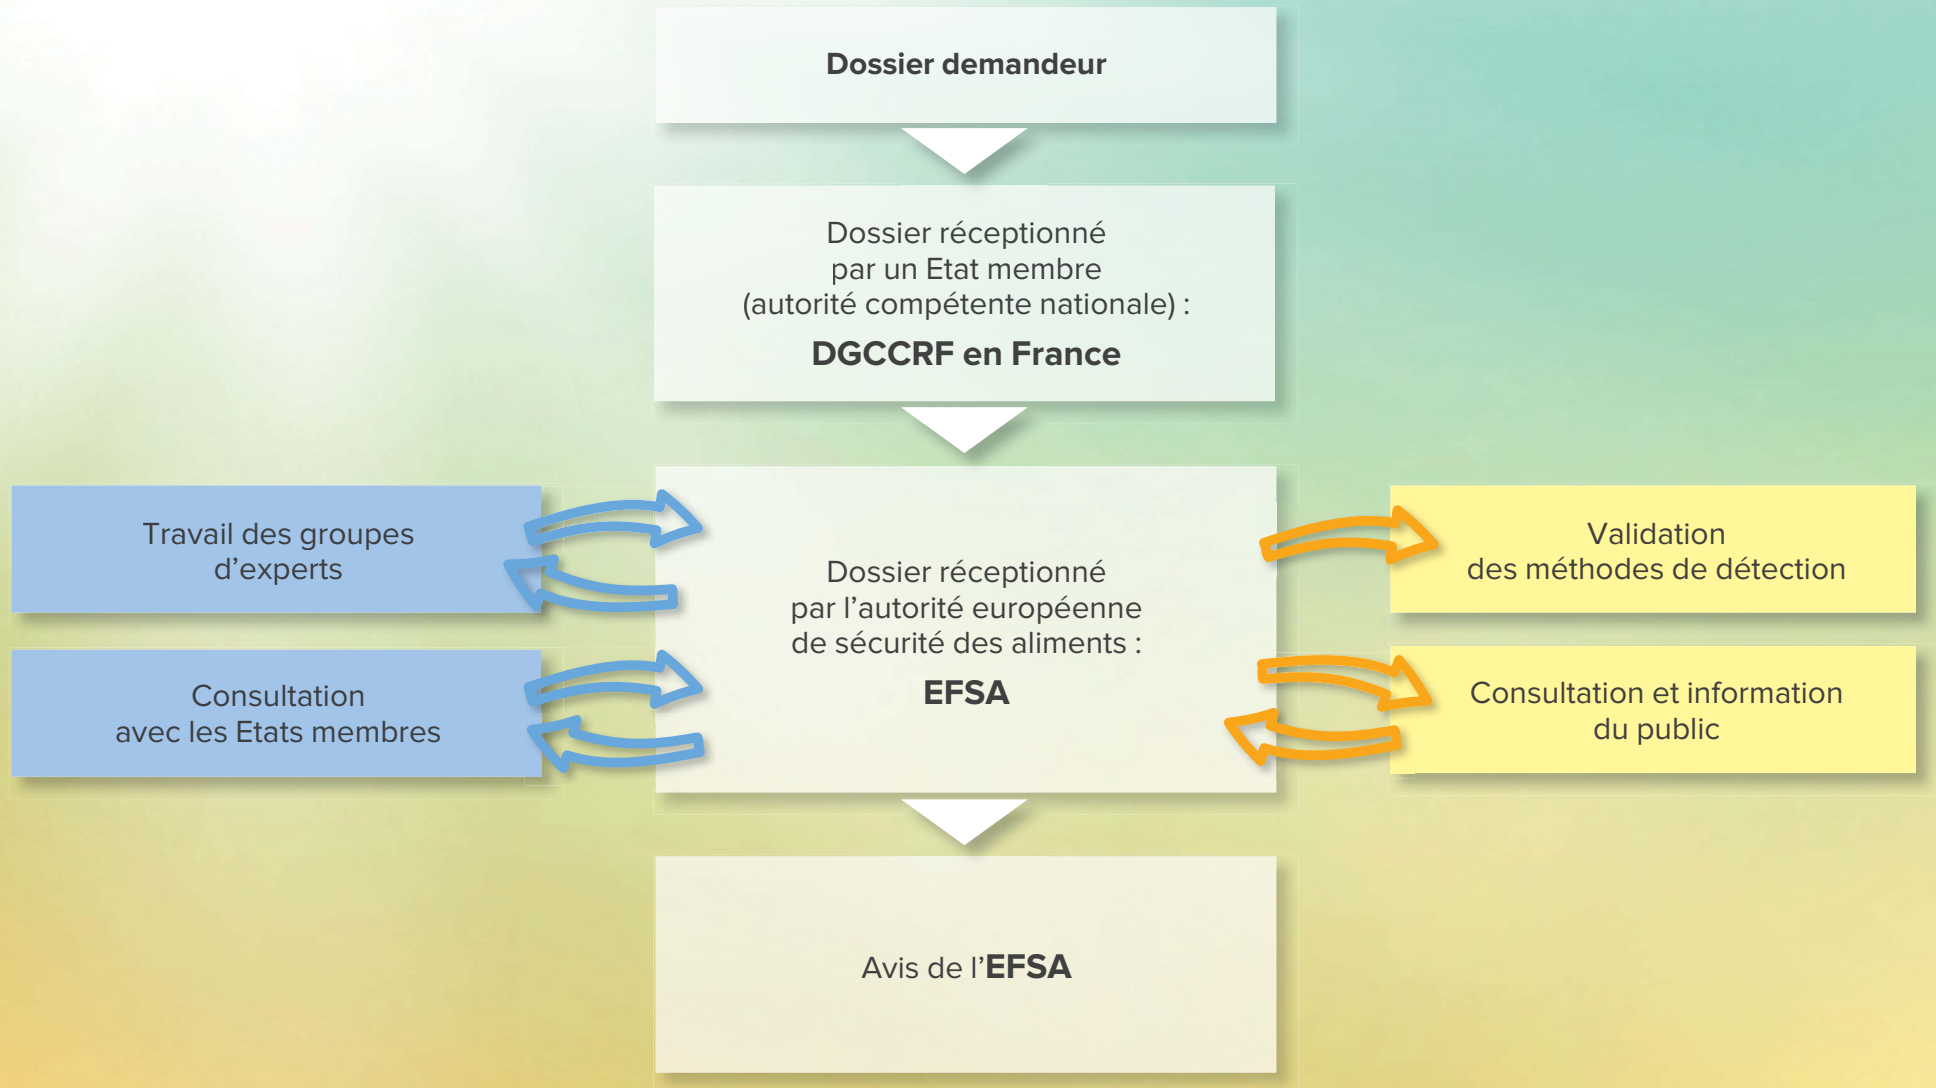 Dossier demandeur
Dossier réceptionné
par un Etat membre
(autorité compétente nationale) :
DGCCRF en France
Travail des groupes
d’experts
Consultation
avec les Etats membres
Dossier réceptionné
par l’autorité européenne
de sécurité des aliments :
EFSA
Validation
des méthodes de détection
Consultation et information
du public
Avis de l’EFSA